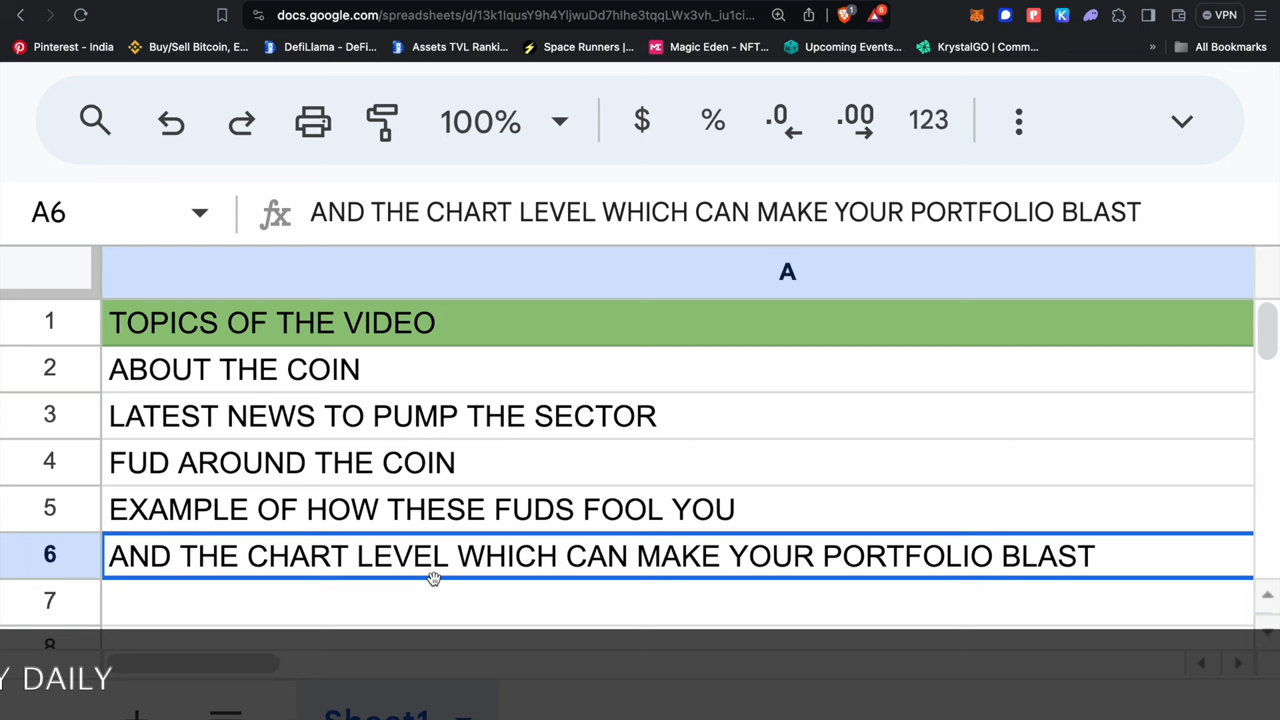 docs.google.com/spreadsheets/d/13k1lqusY9h4YljwuDd7hlhe3tqqLWx3vh_iu1ci...
6
VPN
Pinterest - India
Buy/Sell Bitcoin, E...
DefiLlama - DeFi...
Assets TVL Ranki...
Space Runners |...
Magic Eden - NFT...
Upcoming Events...
KrystalGO | Comm...
»
All Bookmarks
100%
$
%
.0
.00
123
A6
fx
AND THE CHART LEVEL WHICH CAN MAKE YOUR PORTFOLIO BLAST
A
1 TOPICS OF THE VIDEO
2 ABOUT THE COIN
3 LATEST NEWS TO PUMP THE SECTOR
4 FUD AROUND THE COIN
5 EXAMPLE OF HOW THESE FUDS FOOL YOU
6 AND THE CHART LEVEL WHICH CAN MAKE YOUR PORTFOLIO BLAST
7
8
Y DAILY
Sheet1